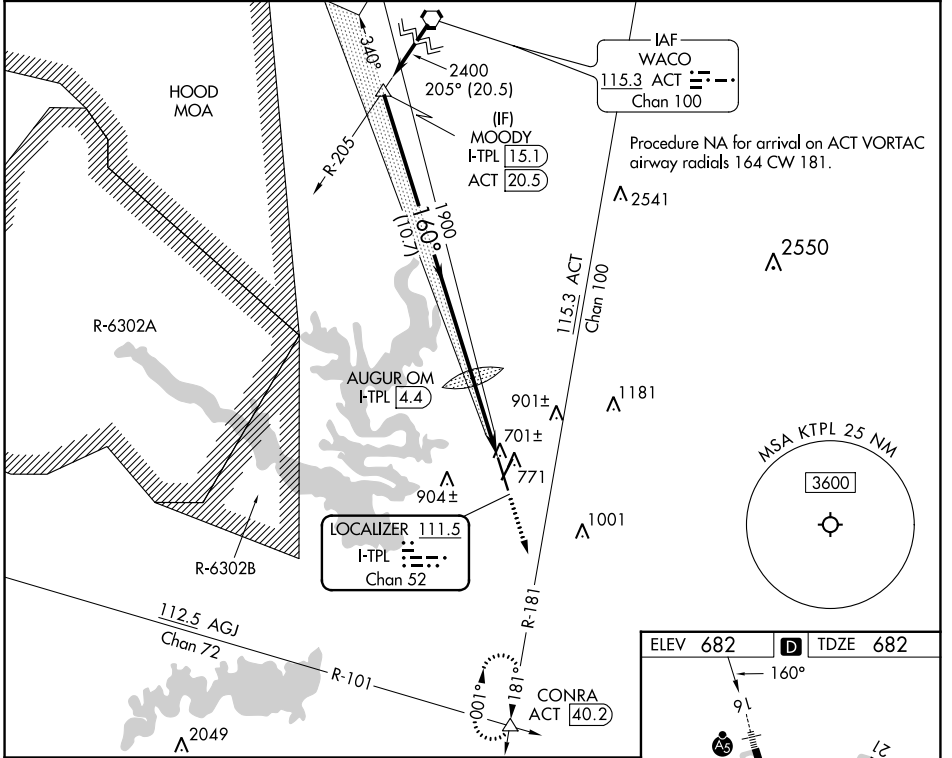 340°
2400
205° (20.5)
IAF
WACO
115.3 ACT
Chan 100
HOOD
MOA
(IF)
MOODY
I-TPL 15.1
ACT 20.5
Procedure NA for arrival on ACT VORTAC
airway radials 164 CW 181.
R-205
2541
1900
160°
(10.7)
2550
115.3 ACT
Chan 100
R-6302A
AUGUR OM
I-TPL 4.4
901±
1181
701±
771
MSA KTPL 25 NM
3600
904±
LOCALIZER 111.5
I-TPL
Chan 52
1001
R-6302B
R-181
112.5 AGJ
Chan 72
R-101
ELEV 682 D TDZE 682
160°
001°
181°
CONRA
ACT 40.2
16
2049
A5
21